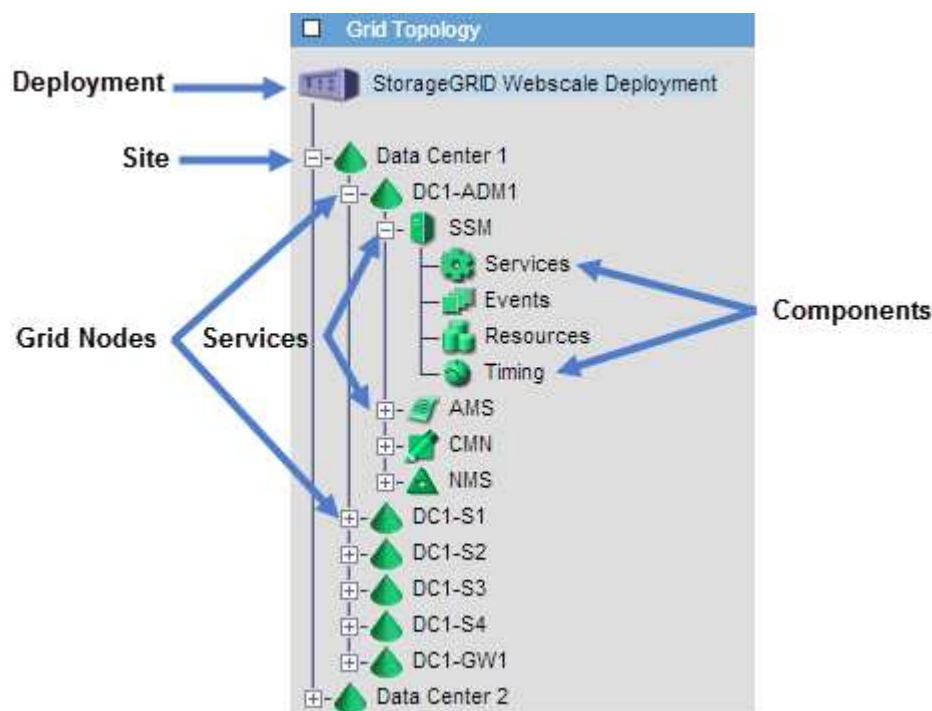 Grid Topology
Deployment
StorageGRID Webscale Deployment
Site
Data Center 1
DC1-ADM1
SSM
Services
Events
Components
Grid Nodes
Services
Resources
Timing
AMS
CMN
NMS
DC1-S1
DC1-S2
DC1-S3
DC1-S4
DC1-GW1
Data Center 2